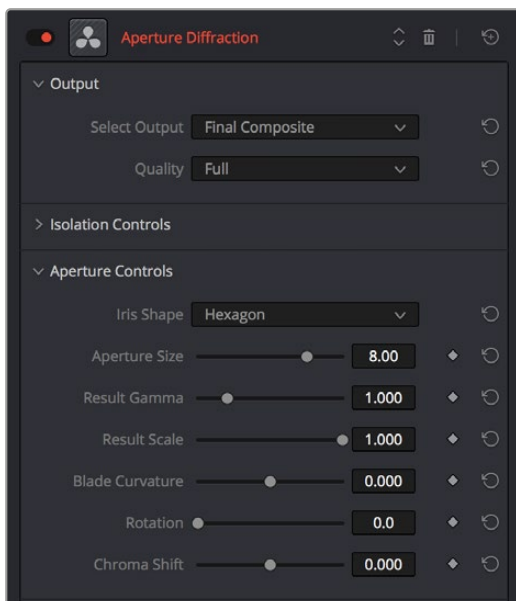 Aperture Diffraction
Output
Select Output Final Composite
Quality Full
Isolation Controls
Aperture Controls
Iris Shape Hexagon
Aperture Size 8.00
Result Gamma 1.000
Result Scale 1.000
Blade Curvature 0.000
Rotation 0.0
Chroma Shift 0.000